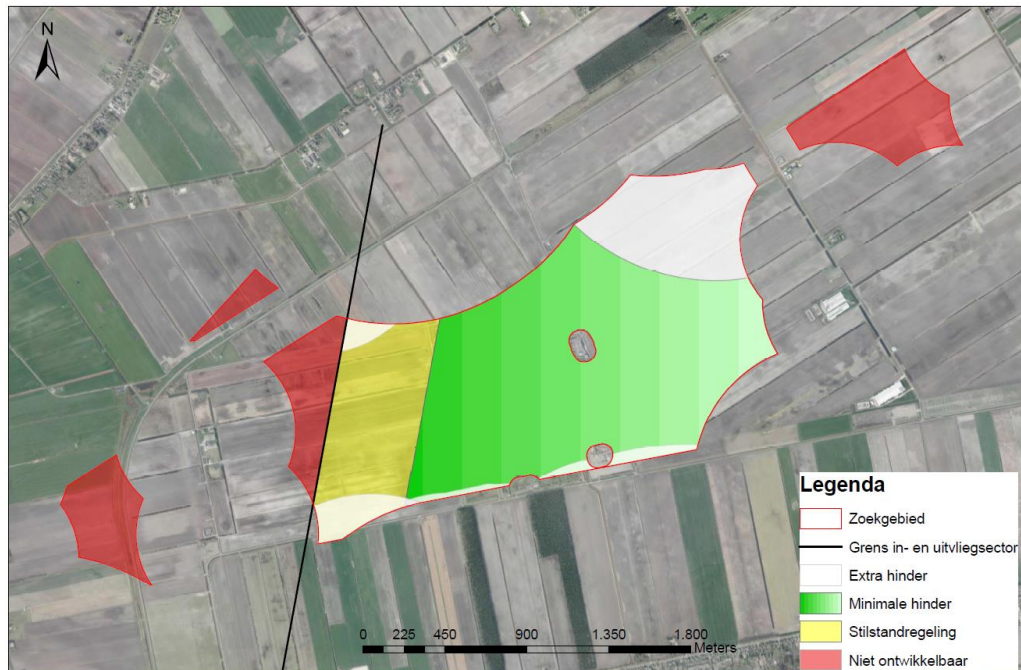 N
Legenda
Zoekgebied
Grens in- en uitvliegsector
Extra hinder
Minimale hinder
Stilstandregeling
Niet ontwikkelbaar
0 225 450 900 1.350 1.800
Meters